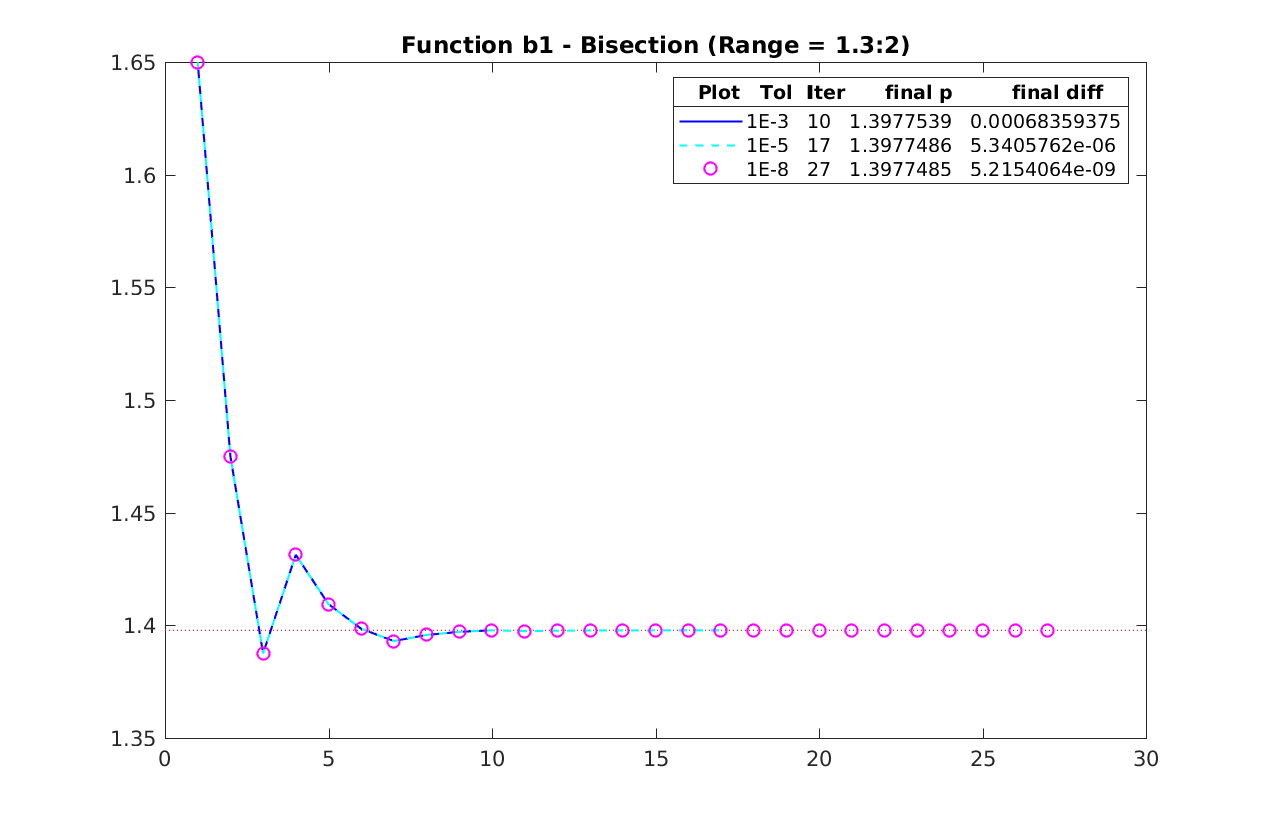 Function b1 - Bisection (Range = 1.3:2)
Plot Tol Iter final p final diff
1E-3 10 1.3977539 0.00068359375
1E-5 17 1.3977486 5.3405762e-06
1E-8 27 1.3977485 5.2154064e-09
1.65
1.6
1.55
1.5
1.45
1.4
1.35
0 5 10 15 20 25 30